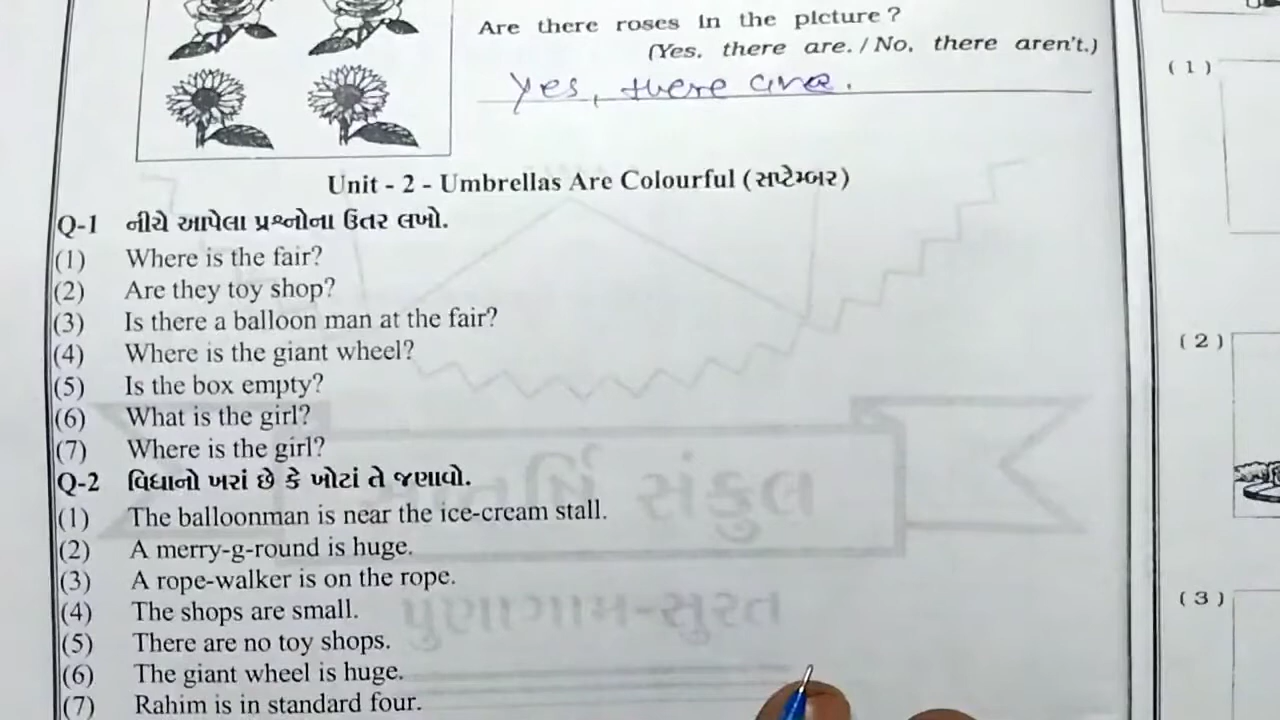 Are there roses in the picture ?
(Yes, there are. / No, there aren't.)
Yes, there are.
Unit - 2 - Umbrellas Are Colourful (સપ્ટેમ્બર)
Q-1 નીચે આપેલા પ્રશ્નોના ઉતર લખો.
(1) Where is the fair?
(2) Are they toy shop?
(3) Is there a balloon man at the fair?
(4) Where is the giant wheel?
(5) Is the box empty?
(6) What is the girl?
(7) Where is the girl?
Q-2 વિધાનો ખરાં છે કે ખોટાં તે જણાવો.
(1) The balloonman is near the ice-cream stall.
(2) A merry-g-round is huge.
(3) A rope-walker is on the rope.
(4) The shops are small.
(5) There are no toy shops.
(6) The giant wheel is huge.
(7) Rahim is in standard four.
સંકુલ
પુણાગામ-સુરત
(1)
(2)
(3)